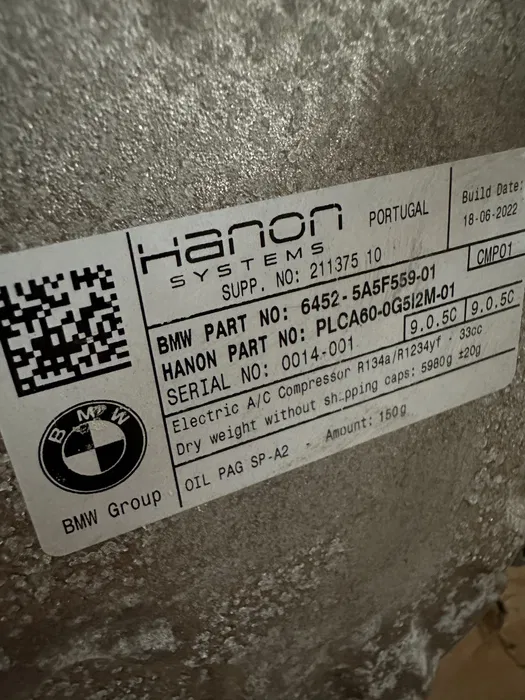 Hanon
SYSTEMS
PORTUGAL
Build Date:
18-06-2022
SUPP. NO: 211375 10
CMP01
BMW PART NO: 6452-5A5F559-01
HANON PART NO: PLCA60-0G5I2M-01
SERIAL NO: 0014-001
9.0.5C 9.0.5C
Electric A/C Compressor R134a/R1234yf . 33cc
Dry weight without shipping caps: 5980g ±20g
OIL PAG SP-A2 · Amount: 150g
BMW
BMW Group